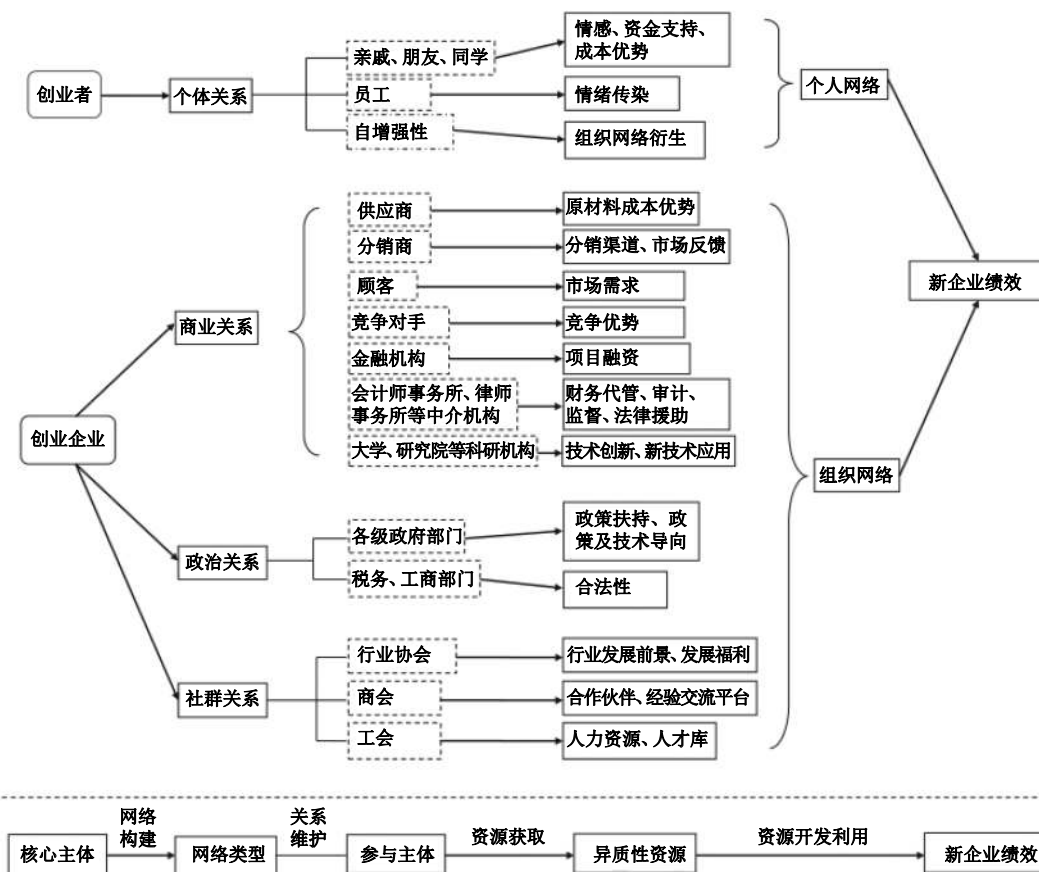 创业者
个体关系
亲戚、朋友、同学
情感、资金支持、
成本优势
员工
情绪传染
自增强性
组织网络衍生
个人网络
创业企业
商业关系
供应商
原材料成本优势
分销商
分销渠道、市场反馈
顾客
市场需求
竞争对手
竞争优势
金融机构
项目融资
会计师事务所、律师
事务所等中介机构
财务代管、审计、
监督、法律援助
大学、研究院等科研机构
技术创新、新技术应用
政治关系
各级政府部门
政策扶持、政
策及技术导向
税务、工商部门
合法性
社群关系
行业协会
行业发展前景、发展福利
商会
合作伙伴、经验交流平台
工会
人力资源、人才库
组织网络
新企业绩效
核心主体
网络
构建
网络类型
关系
维护
参与主体
资源获取
异质性资源
资源开发利用
新企业绩效